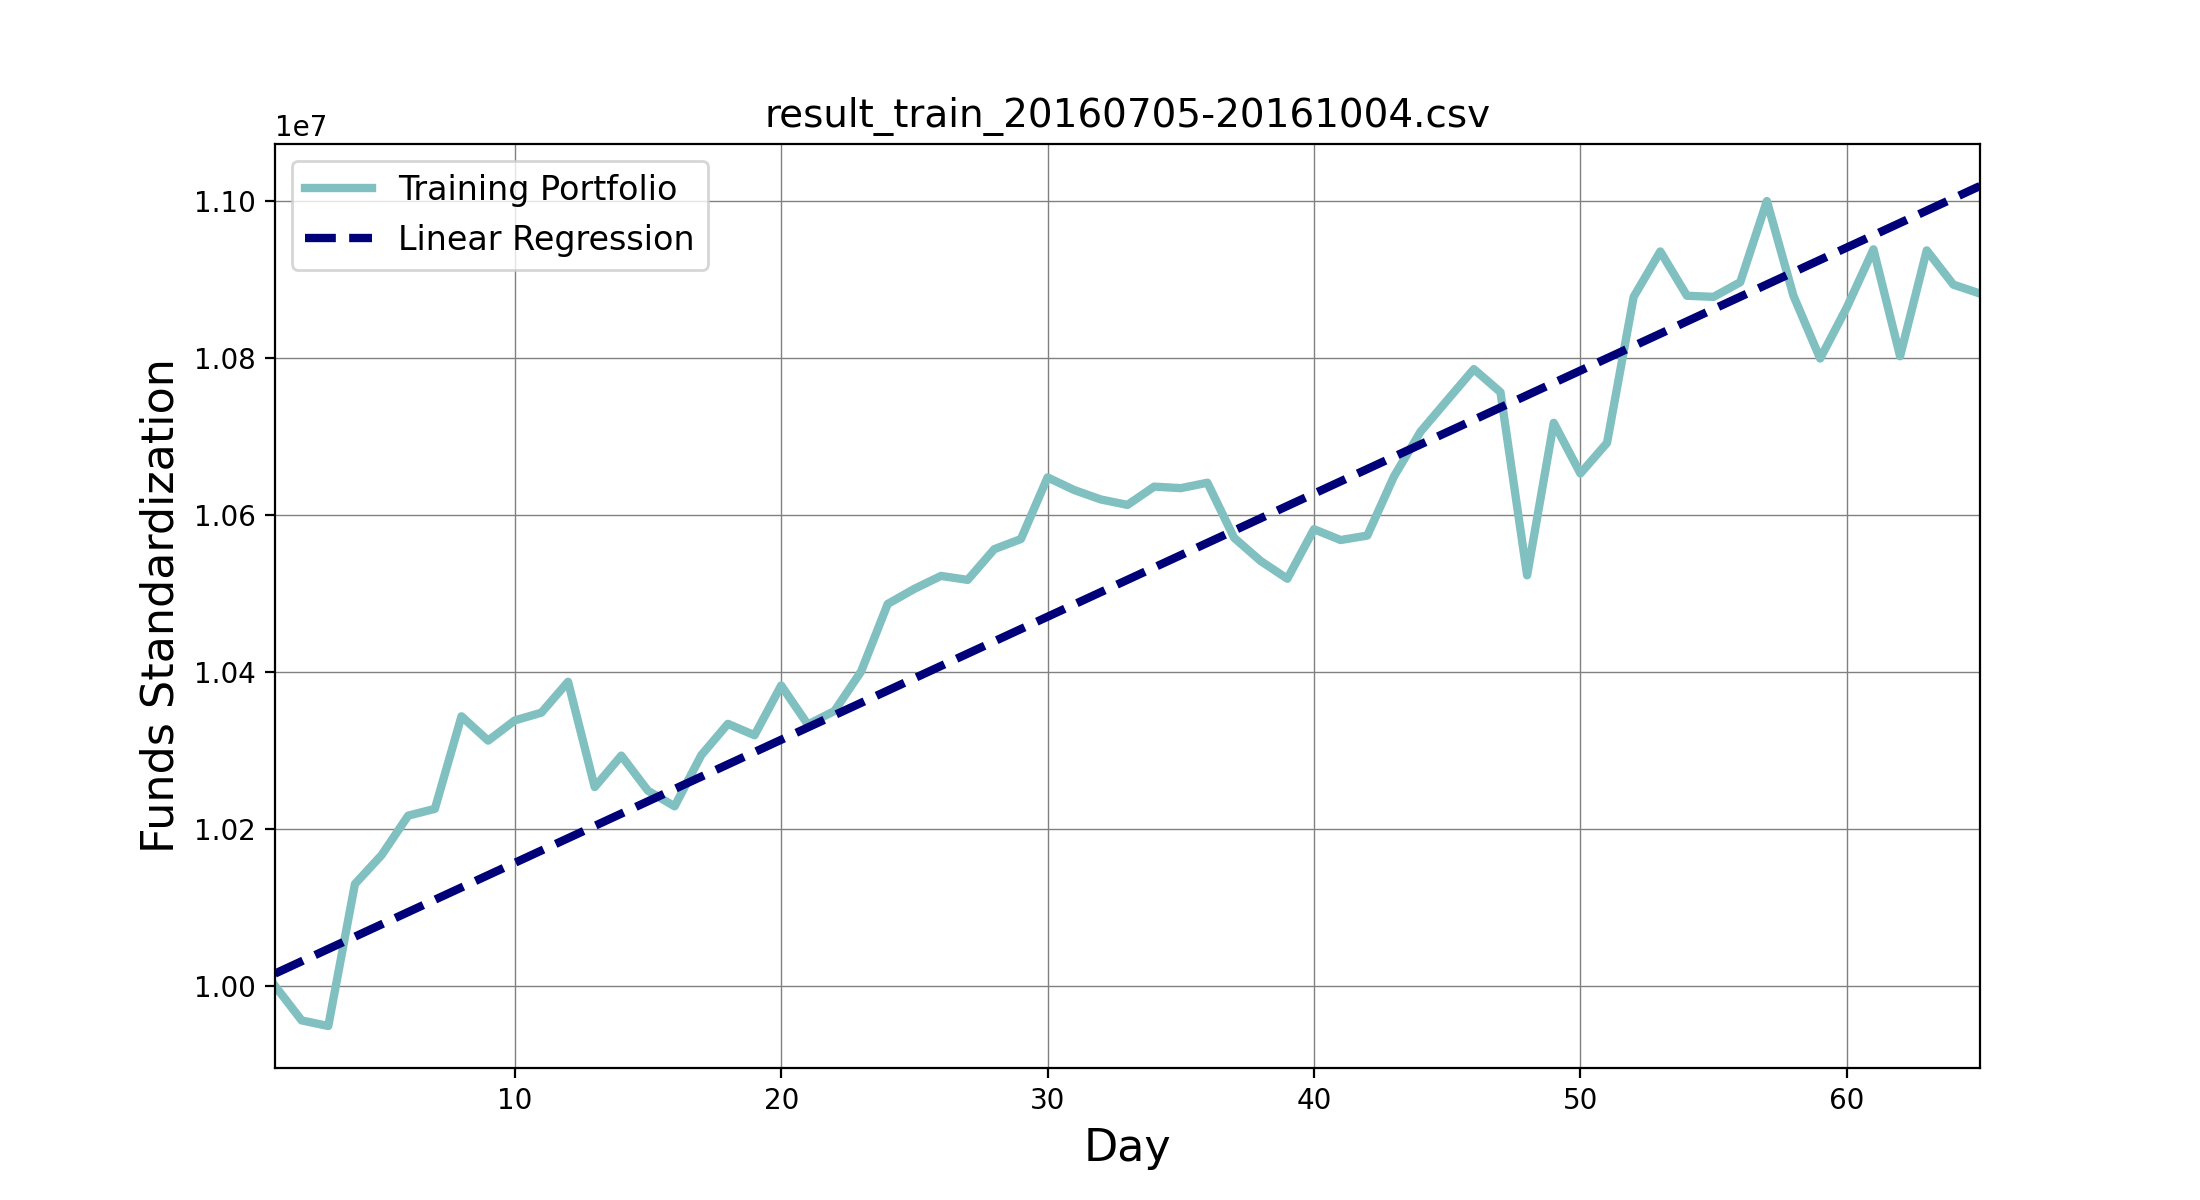 result_train_20160705-20161004.csv
1e7
Training Portfolio
Linear Regression
1.10
1.08
1.06
1.04
1.02
1.00
Funds Standardization
10 20 30 40 50 60
Day